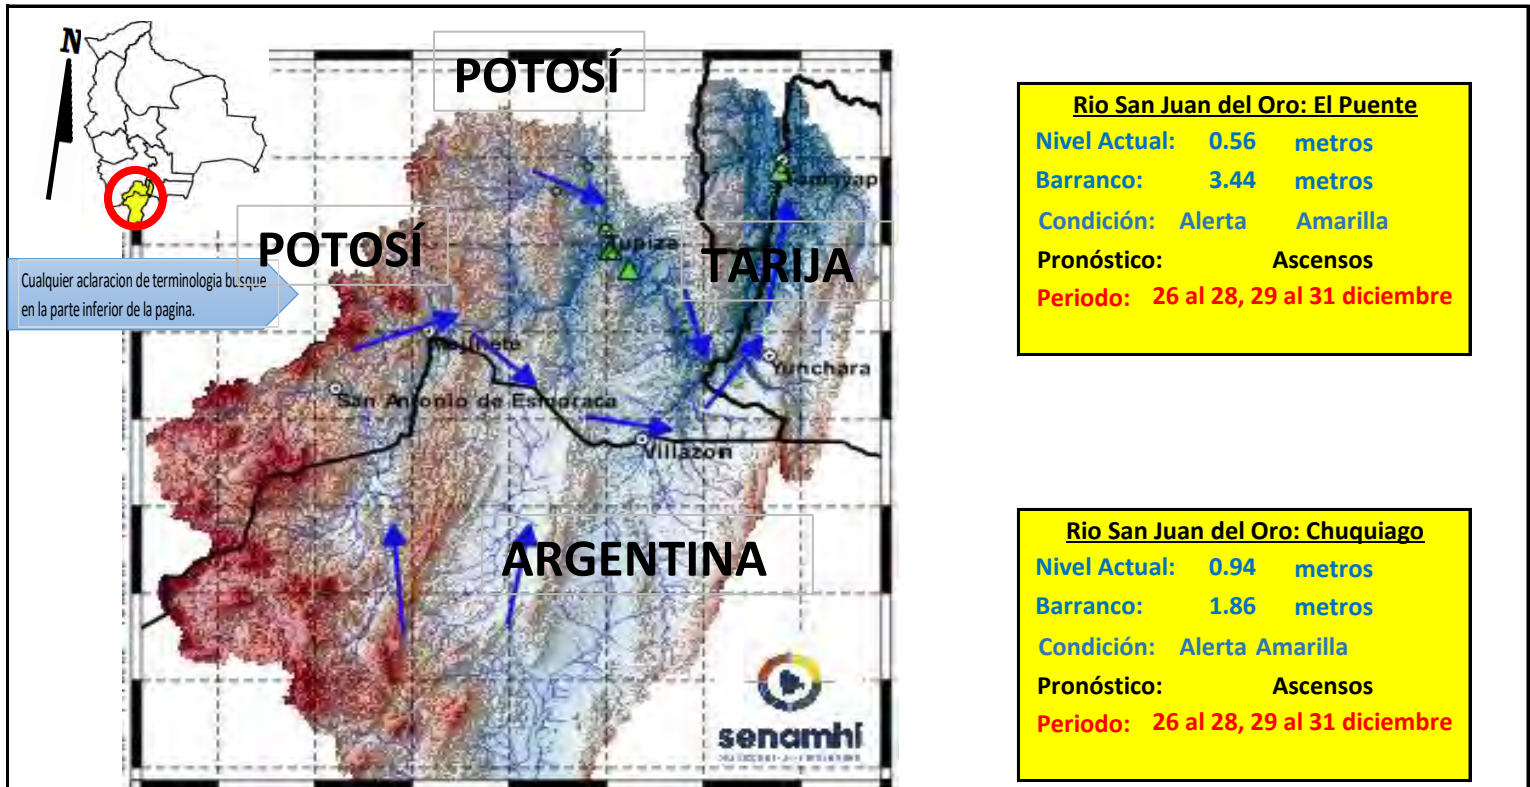 N
POTOSÍ
POTOSÍ
TARIJA
ARGENTINA
Cualquier aclaracion de terminologia busque
en la parte inferior de la pagina.
Tupiza
Yunchara
San Antonio de Esmoraca
Villazon
senamhi
Rio San Juan del Oro: El Puente
Nivel Actual: 0.56 metros
Barranco: 3.44 metros
Condición: Alerta Amarilla
Pronóstico: Ascensos
Periodo: 26 al 28, 29 al 31 diciembre
Rio San Juan del Oro: Chuquiago
Nivel Actual: 0.94 metros
Barranco: 1.86 metros
Condición: Alerta Amarilla
Pronóstico: Ascensos
Periodo: 26 al 28, 29 al 31 diciembre